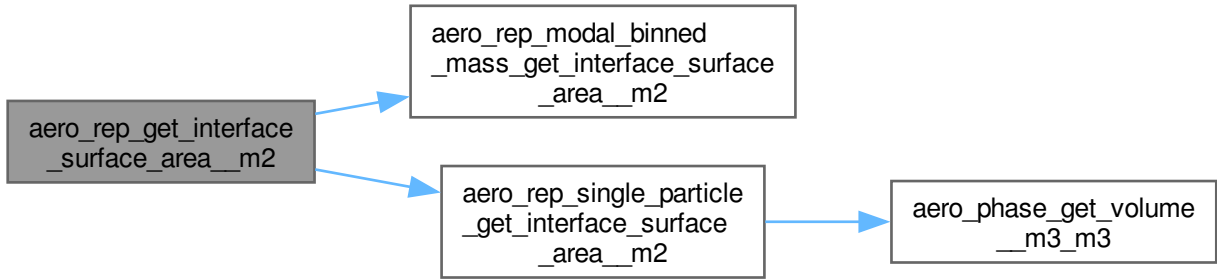 aero_rep_get_interface
_surface_area__m2
aero_rep_modal_binned
_mass_get_interface_surface
_area__m2
aero_rep_single_particle
_get_interface_surface
_area__m2
aero_phase_get_volume
__m3_m3